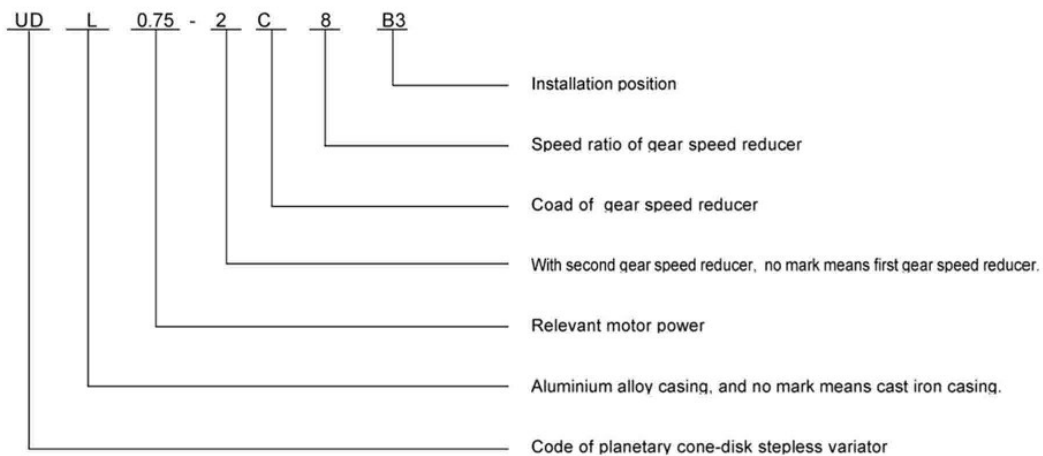 UD L 0.75 - 2 C 8 B3
Installation position
Speed ratio of gear speed reducer
Coad of gear speed reducer
With second gear speed reducer, no mark means first gear speed reducer.
Relevant motor power
Aluminium alloy casing, and no mark means cast iron casing.
Code of planetary cone-disk stepless variator